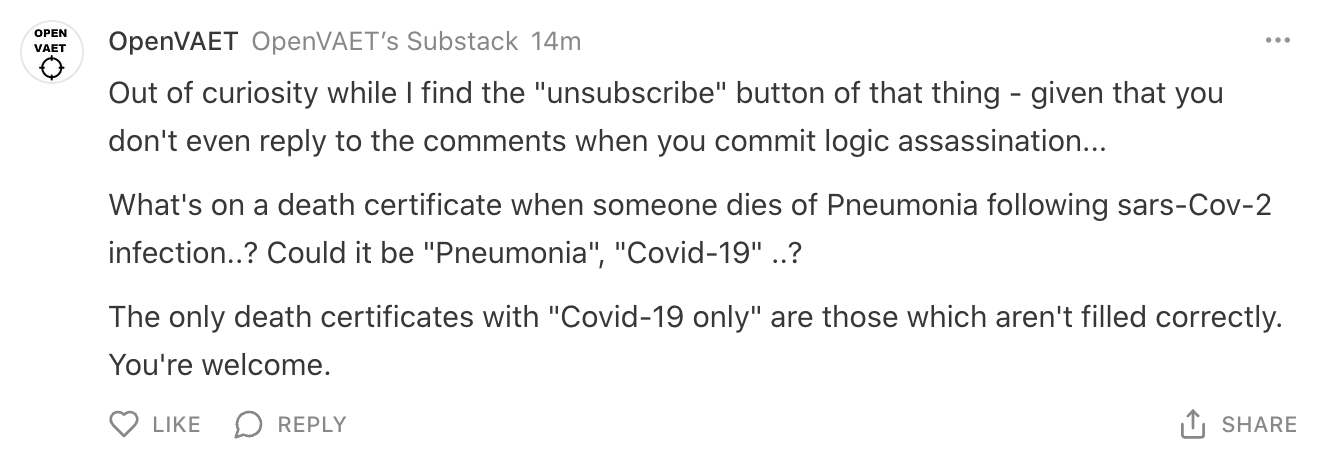 OPEN
VAET
OpenVAET OpenVAET’s Substack 14m
Out of curiosity while I find the "unsubscribe" button of that thing - given that you
don't even reply to the comments when you commit logic assassination...
What's on a death certificate when someone dies of Pneumonia following sars-Cov-2
infection..? Could it be "Pneumonia", "Covid-19" ..?
The only death certificates with "Covid-19 only" are those which aren't filled correctly.
You're welcome.
LIKE REPLY SHARE